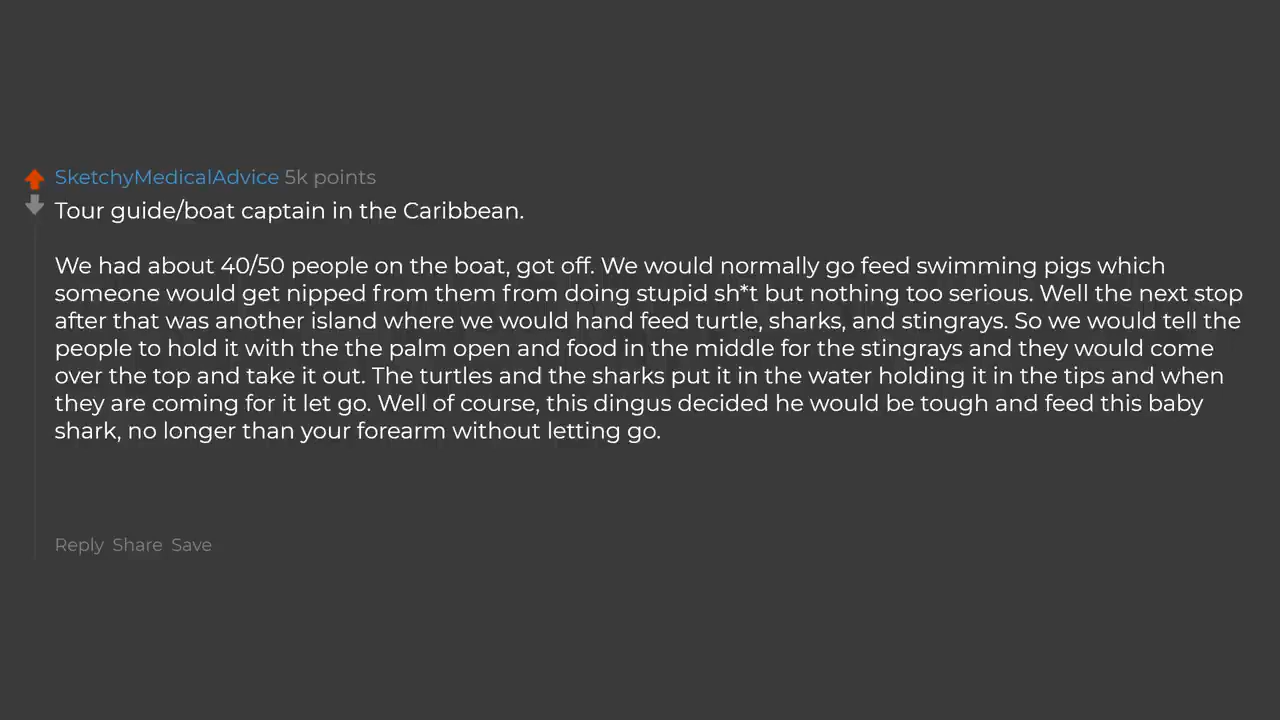 SketchyMedicalAdvice 5k points
Tour guide/boat captain in the Caribbean.
We had about 40/50 people on the boat, got off. We would normally go feed swimming pigs which
someone would get nipped from them from doing stupid sh*t but nothing too serious. Well the next stop
after that was another island where we would hand feed turtle, sharks, and stingrays. So we would tell the
people to hold it with the the palm open and food in the middle for the stingrays and they would come
over the top and take it out. The turtles and the sharks put it in the water holding it in the tips and when
they are coming for it let go. Well of course, this dingus decided he would be tough and feed this baby
shark, no longer than your forearm without letting go.
Reply Share Save